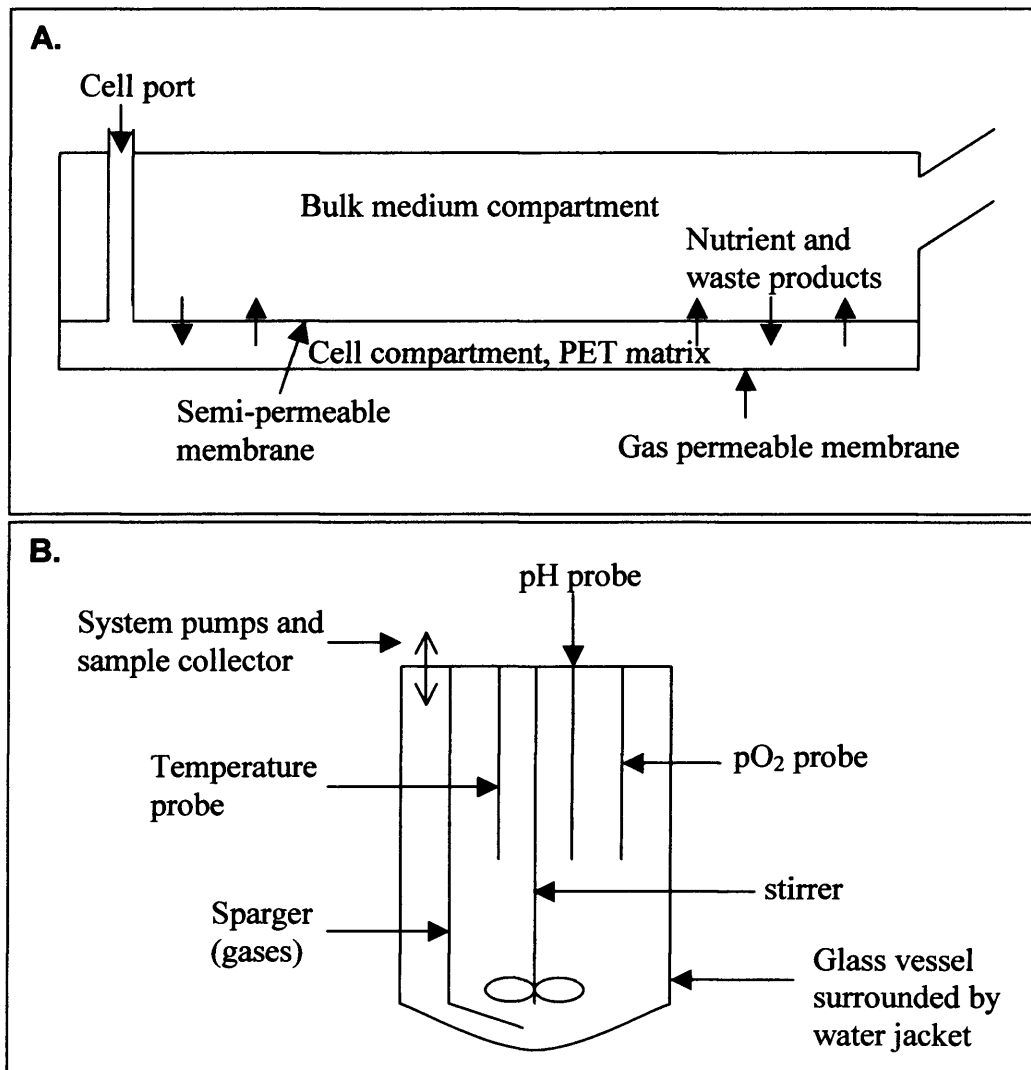 A.
Cell port
Bulk medium compartment
Nutrient and
waste products
Cell compartment, PET matrix
Semi-permeable
membrane
Gas permeable membrane
B.
pH probe
System pumps and
sample collector
Temperature
probe
pO₂ probe
stirrer
Sparger
(gases)
Glass vessel
surrounded by
water jacket